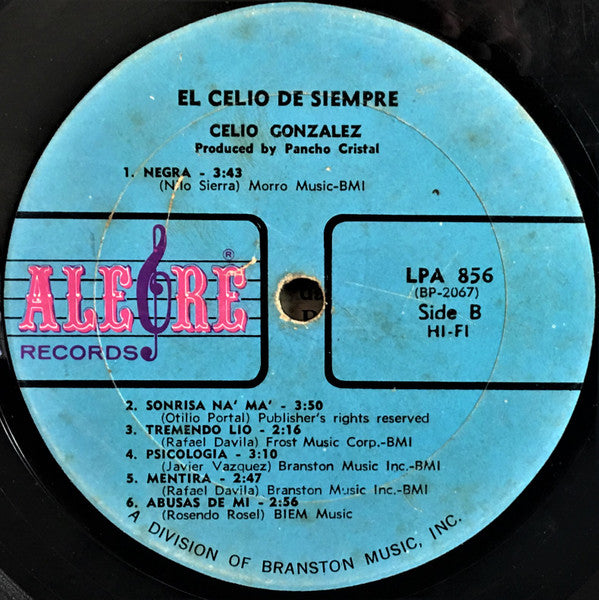 EL CELIO DE SIEMPRE
CELIO GONZALEZ
Produced by Pancho Cristal
1. NEGRA - 3:43
(Nilo Sierra) Morro Music-BMI
ALEGRE ®
RECORDS
LPA 856
(BP-2067)
Side B
HI-FI
2. SONRISA NA' MA' - 3:50
(Otilio Portal) Publisher's rights reserved
3. TREMENDO LIO - 2:16
(Rafael Davila) Frost Music Corp.-BMI
4. PSICOLOGIA - 3:10
(Javier Vazquez) Branston Music Inc.-BMI
5. MENTIRA - 2:47
(Rafael Davila) Branston Music Inc.-BMI
6. ABUSAS DE MI - 2:56
(Rosendo Rosel) BIEM Music
A DIVISION OF BRANSTON MUSIC, INC.